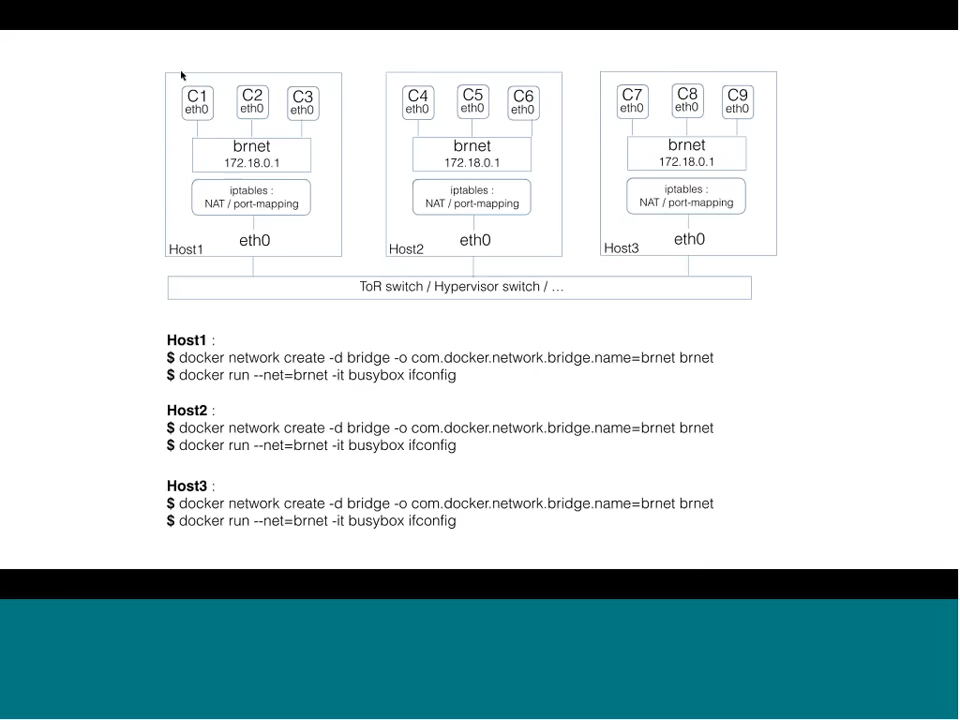 C1 C2 C3 C4 C5 C6 C7 C8 C9
eth0 eth0 eth0 eth0 eth0 eth0 eth0 eth0 eth0
brnet brnet brnet
172.18.0.1 172.18.0.1 172.18.0.1
iptables : iptables : iptables :
NAT / port-mapping NAT / port-mapping NAT / port-mapping
eth0 eth0 eth0
Host1 Host2 Host3
ToR switch / Hypervisor switch / …
Host1 :
$ docker network create -d bridge -o com.docker.network.bridge.name=brnet brnet
$ docker run --net=brnet -it busybox ifconfig
Host2 :
$ docker network create -d bridge -o com.docker.network.bridge.name=brnet brnet
$ docker run --net=brnet -it busybox ifconfig
Host3 :
$ docker network create -d bridge -o com.docker.network.bridge.name=brnet brnet
$ docker run --net=brnet -it busybox ifconfig